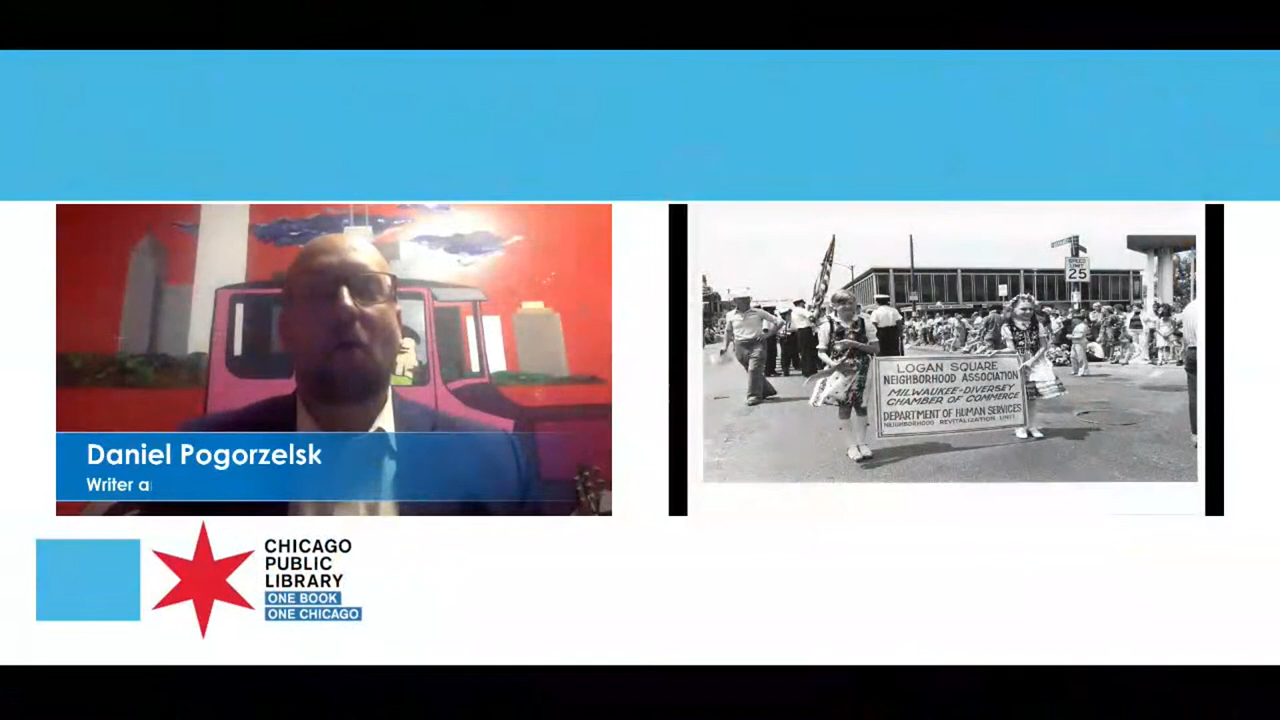 Daniel Pogorzelsk
Writer a
SPEED
LIMIT
25
LOGAN SQUARE
NEIGHBORHOOD ASSOCIATION
MILWAUKEE-DIVERSEY
CHAMBER OF COMMERCE
DEPARTMENT OF HUMAN SERVICES
NEIGHBORHOOD REVITALIZATION UNIT
CHICAGO
PUBLIC
LIBRARY
ONE BOOK
ONE CHICAGO